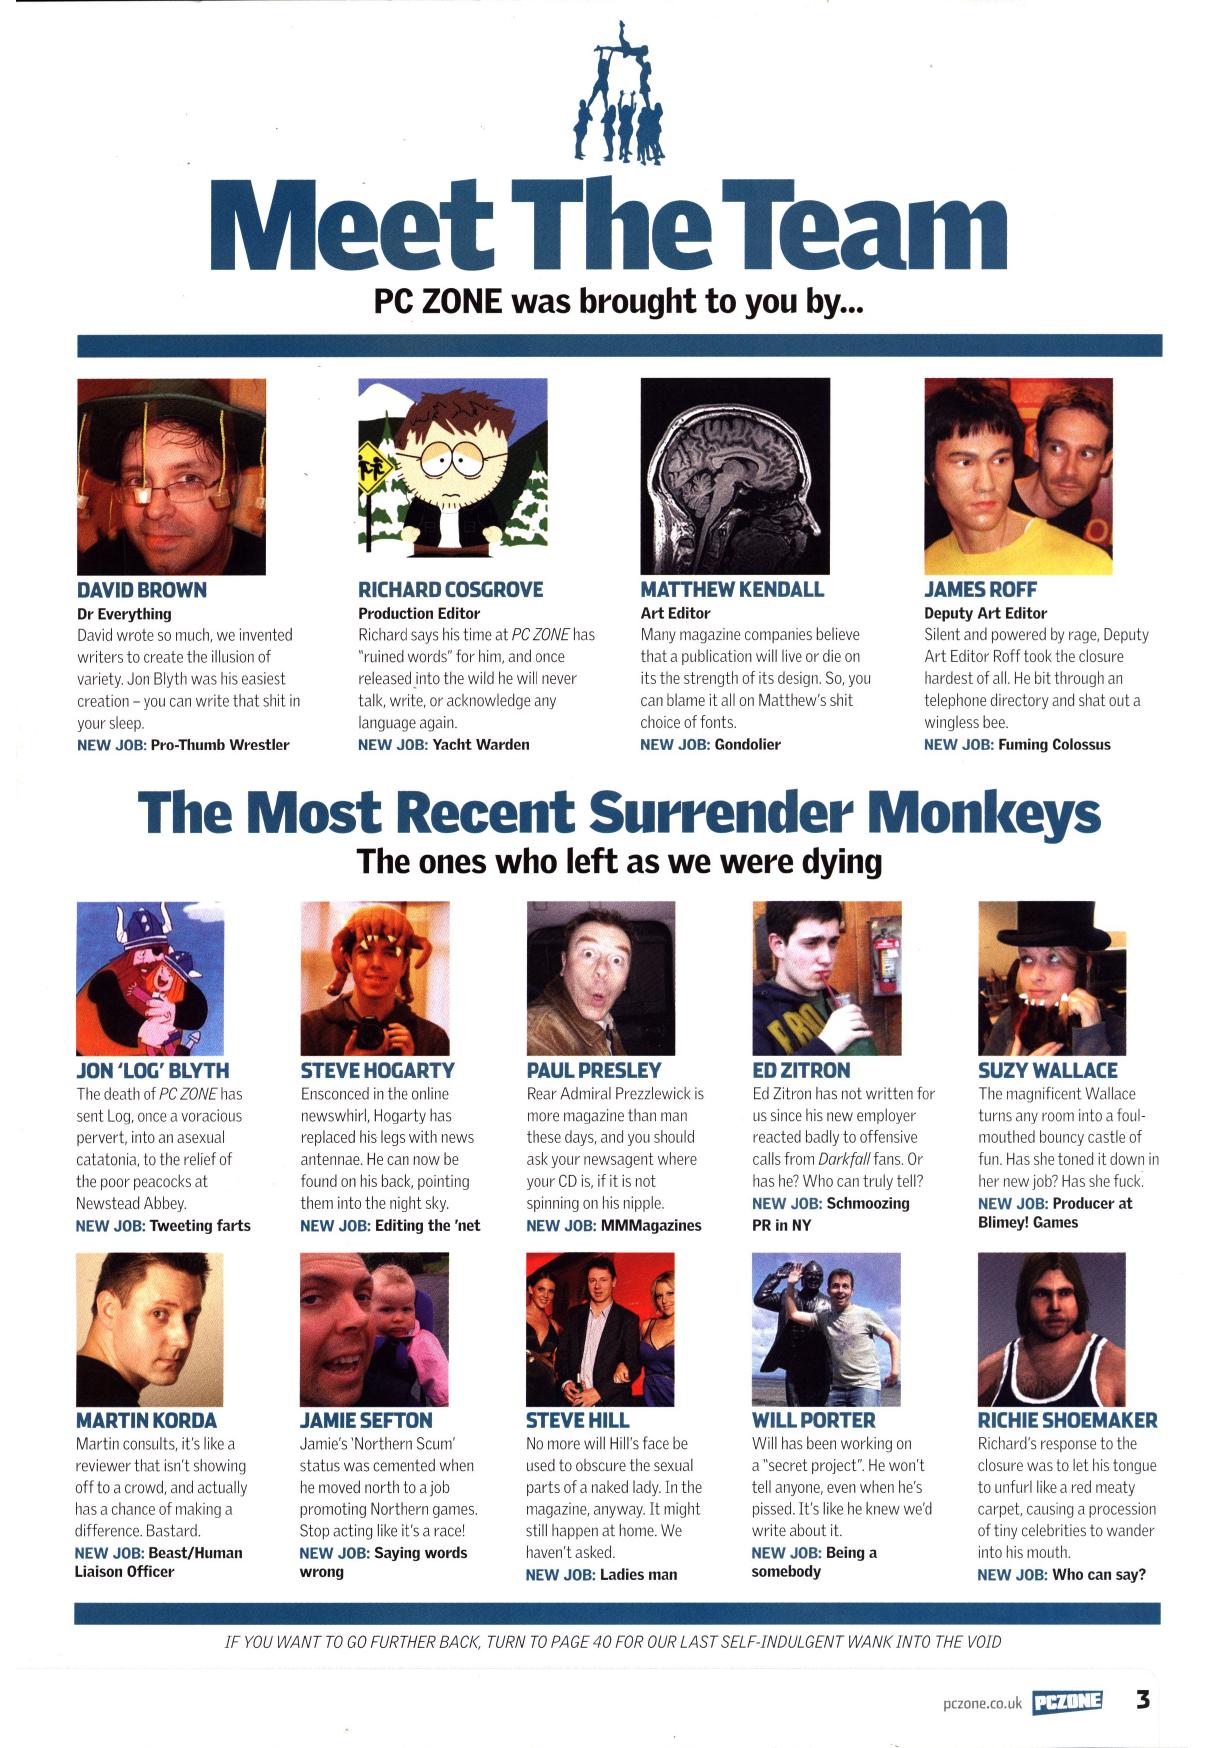 Meet The Team
PC ZONE was brought to you by...
DAVID BROWN
Dr Everything
David wrote so much, we invented
writers to create the illusion of
variety. Jon Blyth was his easiest
creation – you can write that shit in
your sleep.
NEW JOB: Pro-Thumb Wrestler
RICHARD COSGROVE
Production Editor
Richard says his time at PC ZONE has
"ruined words" for him, and once
released into the wild he will never
talk, write, or acknowledge any
language again.
NEW JOB: Yacht Warden
MATTHEW KENDALL
Art Editor
Many magazine companies believe
that a publication will live or die on
its the strength of its design. So, you
can blame it all on Matthew's shit
choice of fonts.
NEW JOB: Gondolier
JAMES ROFF
Deputy Art Editor
Silent and powered by rage, Deputy
Art Editor Roff took the closure
hardest of all. He bit through an
telephone directory and shat out a
wingless bee.
NEW JOB: Fuming Colossus
The Most Recent Surrender Monkeys
The ones who left as we were dying
JON 'LOG' BLYTH
The death of PC ZONE has
sent Log, once a voracious
pervert, into an asexual
catatonia, to the relief of
the poor peacocks at
Newstead Abbey.
NEW JOB: Tweeting farts
STEVE HOGARTY
Ensconced in the online
newswhirl, Hogarty has
replaced his legs with news
antennae. He can now be
found on his back, pointing
them into the night sky.
NEW JOB: Editing the 'net
PAUL PRESLEY
Rear Admiral Prezzlewick is
more magazine than man
these days, and you should
ask your newsagent where
your CD is, if it is not
spinning on his nipple.
NEW JOB: MMMagazines
ED ZITRON
Ed Zitron has not written for
us since his new employer
reacted badly to offensive
calls from Darkfall fans. Or
has he? Who can truly tell?
NEW JOB: Schmoozing
PR in NY
SUZY WALLACE
The magnificent Wallace
turns any room into a foul-
mouthed bouncy castle of
fun. Has she toned it down in
her new job? Has she fuck.
NEW JOB: Producer at
Blimey! Games
MARTIN KORDA
Martin consults, it's like a
reviewer that isn't showing
off to a crowd, and actually
has a chance of making a
difference. Bastard.
NEW JOB: Beast/Human
Liaison Officer
JAMIE SEFTON
Jamie's 'Northern Scum'
status was cemented when
he moved north to a job
promoting Northern games.
Stop acting like it's a race!
NEW JOB: Saying words
wrong
STEVE HILL
No more will Hill's face be
used to obscure the sexual
parts of a naked lady. In the
magazine, anyway. It might
still happen at home. We
haven't asked.
NEW JOB: Ladies man
WILL PORTER
Will has been working on
a "secret project". He won't
tell anyone, even when he's
pissed. It's like he knew we'd
write about it.
NEW JOB: Being a
somebody
RICHIE SHOEMAKER
Richard's response to the
closure was to let his tongue
to unfurl like a red meaty
carpet, causing a procession
of tiny celebrities to wander
into his mouth.
NEW JOB: Who can say?
IF YOU WANT TO GO FURTHER BACK, TURN TO PAGE 40 FOR OUR LAST SELF-INDULGENT WANK INTO THE VOID
pczone.co.uk PCZONE 3